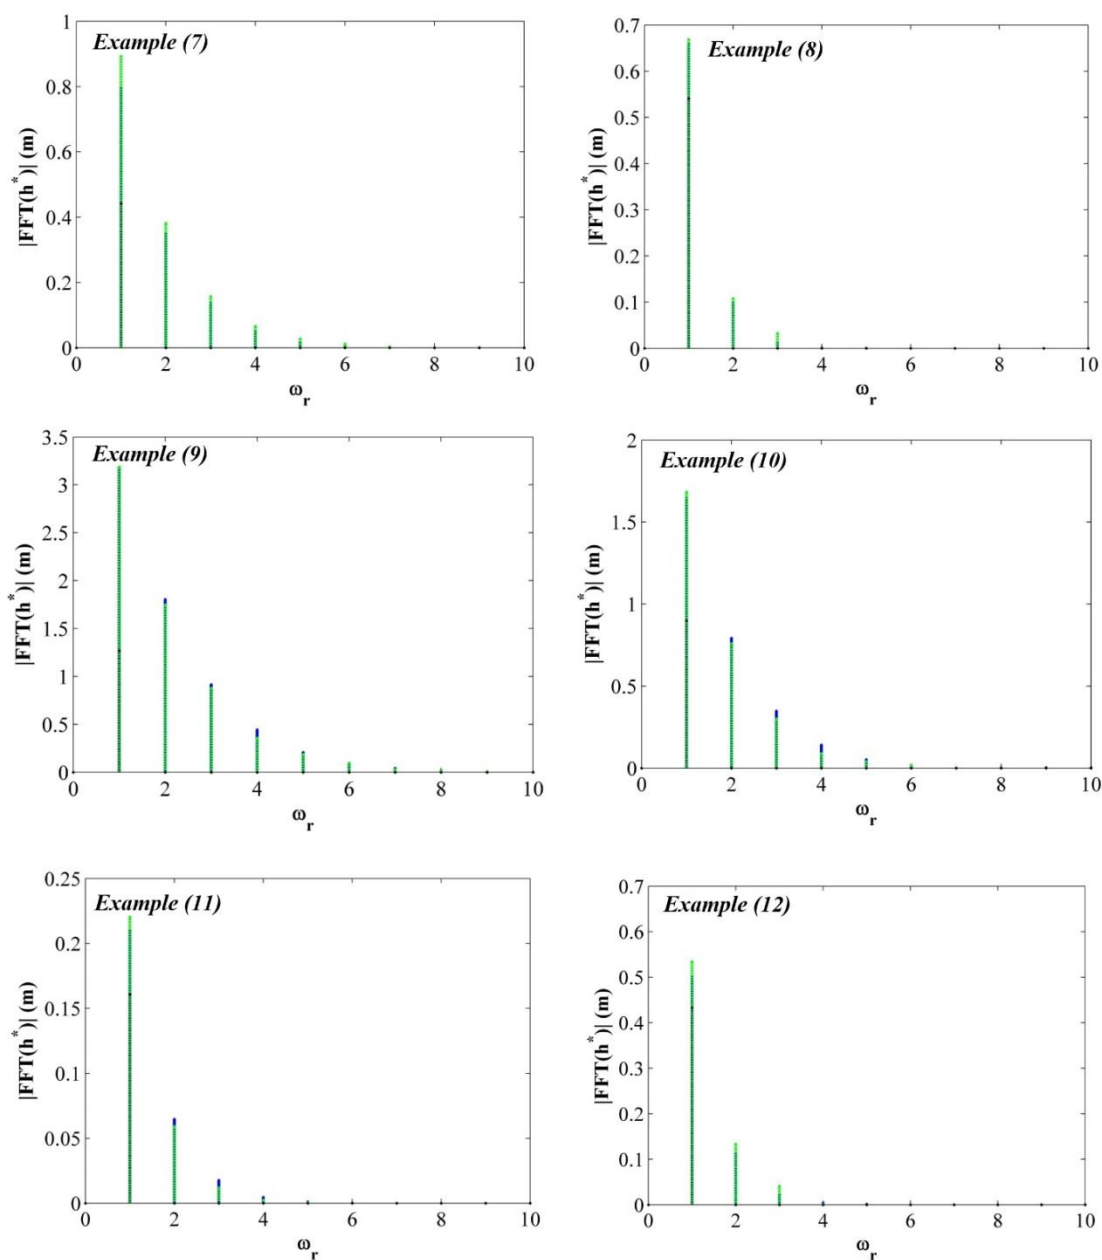 Example (7)
|FFT(h*)| (m)
1
0.8
0.6
0.4
0.2
0
0 2 4 6 8 10
ωr
Example (8)
|FFT(h*)| (m)
0.7
0.6
0.5
0.4
0.3
0.2
0.1
0
0 2 4 6 8 10
ωr
Example (9)
|FFT(h*)| (m)
3.5
3
2.5
2
1.5
1
0.5
0
0 2 4 6 8 10
ωr
Example (10)
|FFT(h*)| (m)
2
1.5
1
0.5
0
0 2 4 6 8 10
ωr
Example (11)
|FFT(h*)| (m)
0.25
0.2
0.15
0.1
0.05
0
0 2 4 6 8 10
ωr
Example (12)
|FFT(h*)| (m)
0.7
0.6
0.5
0.4
0.3
0.2
0.1
0
0 2 4 6 8 10
ωr